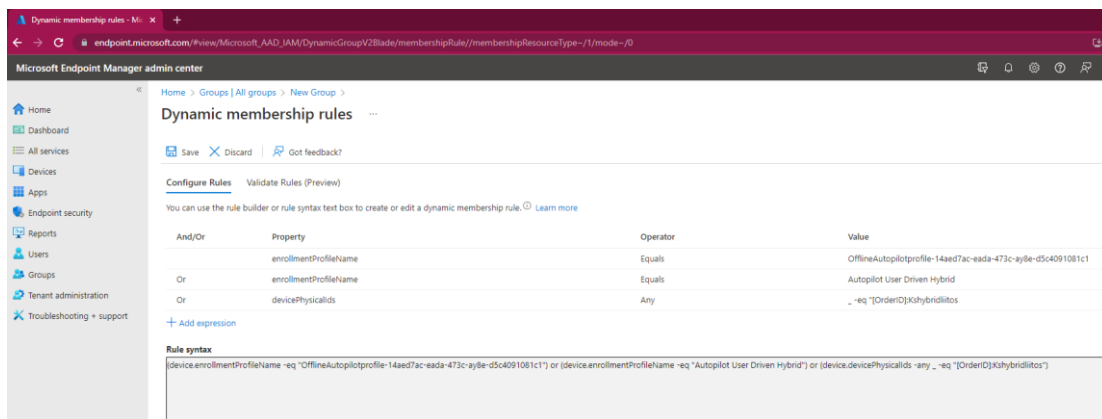 Dynamic membership rules - Mic
endpoint.microsoft.com/#view/Microsoft_AAD_IAM/DynamicGroupV2Blade/membershipRule//membershipResourceType~/1/mode~/0
Microsoft Endpoint Manager admin center
Home
Dashboard
All services
Devices
Apps
Endpoint security
Reports
Users
Groups
Tenant administration
Troubleshooting + support
Home > Groups | All groups > New Group >
Dynamic membership rules ...
Save Discard Got feedback?
Configure Rules Validate Rules (Preview)
You can use the rule builder or rule syntax text box to create or edit a dynamic membership rule. Learn more
And/Or Property Operator Value
enrollmentProfileName Equals OfflineAutopilotprofile-14aed7ac-eada-473c-ay8e-d5c4091081c1
Or enrollmentProfileName Equals Autopilot User Driven Hybrid
Or devicePhysicalIds Any _ -eq "[OrderID]:Kshybridliitos
+ Add expression
Rule syntax
(device.enrollmentProfileName -eq "OfflineAutopilotprofile-14aed7ac-eada-473c-ay8e-d5c4091081c1") or (device.enrollmentProfileName -eq "Autopilot User Driven Hybrid") or (device.devicePhysicalIds -any _ -eq "[OrderID]:Kshybridliitos")